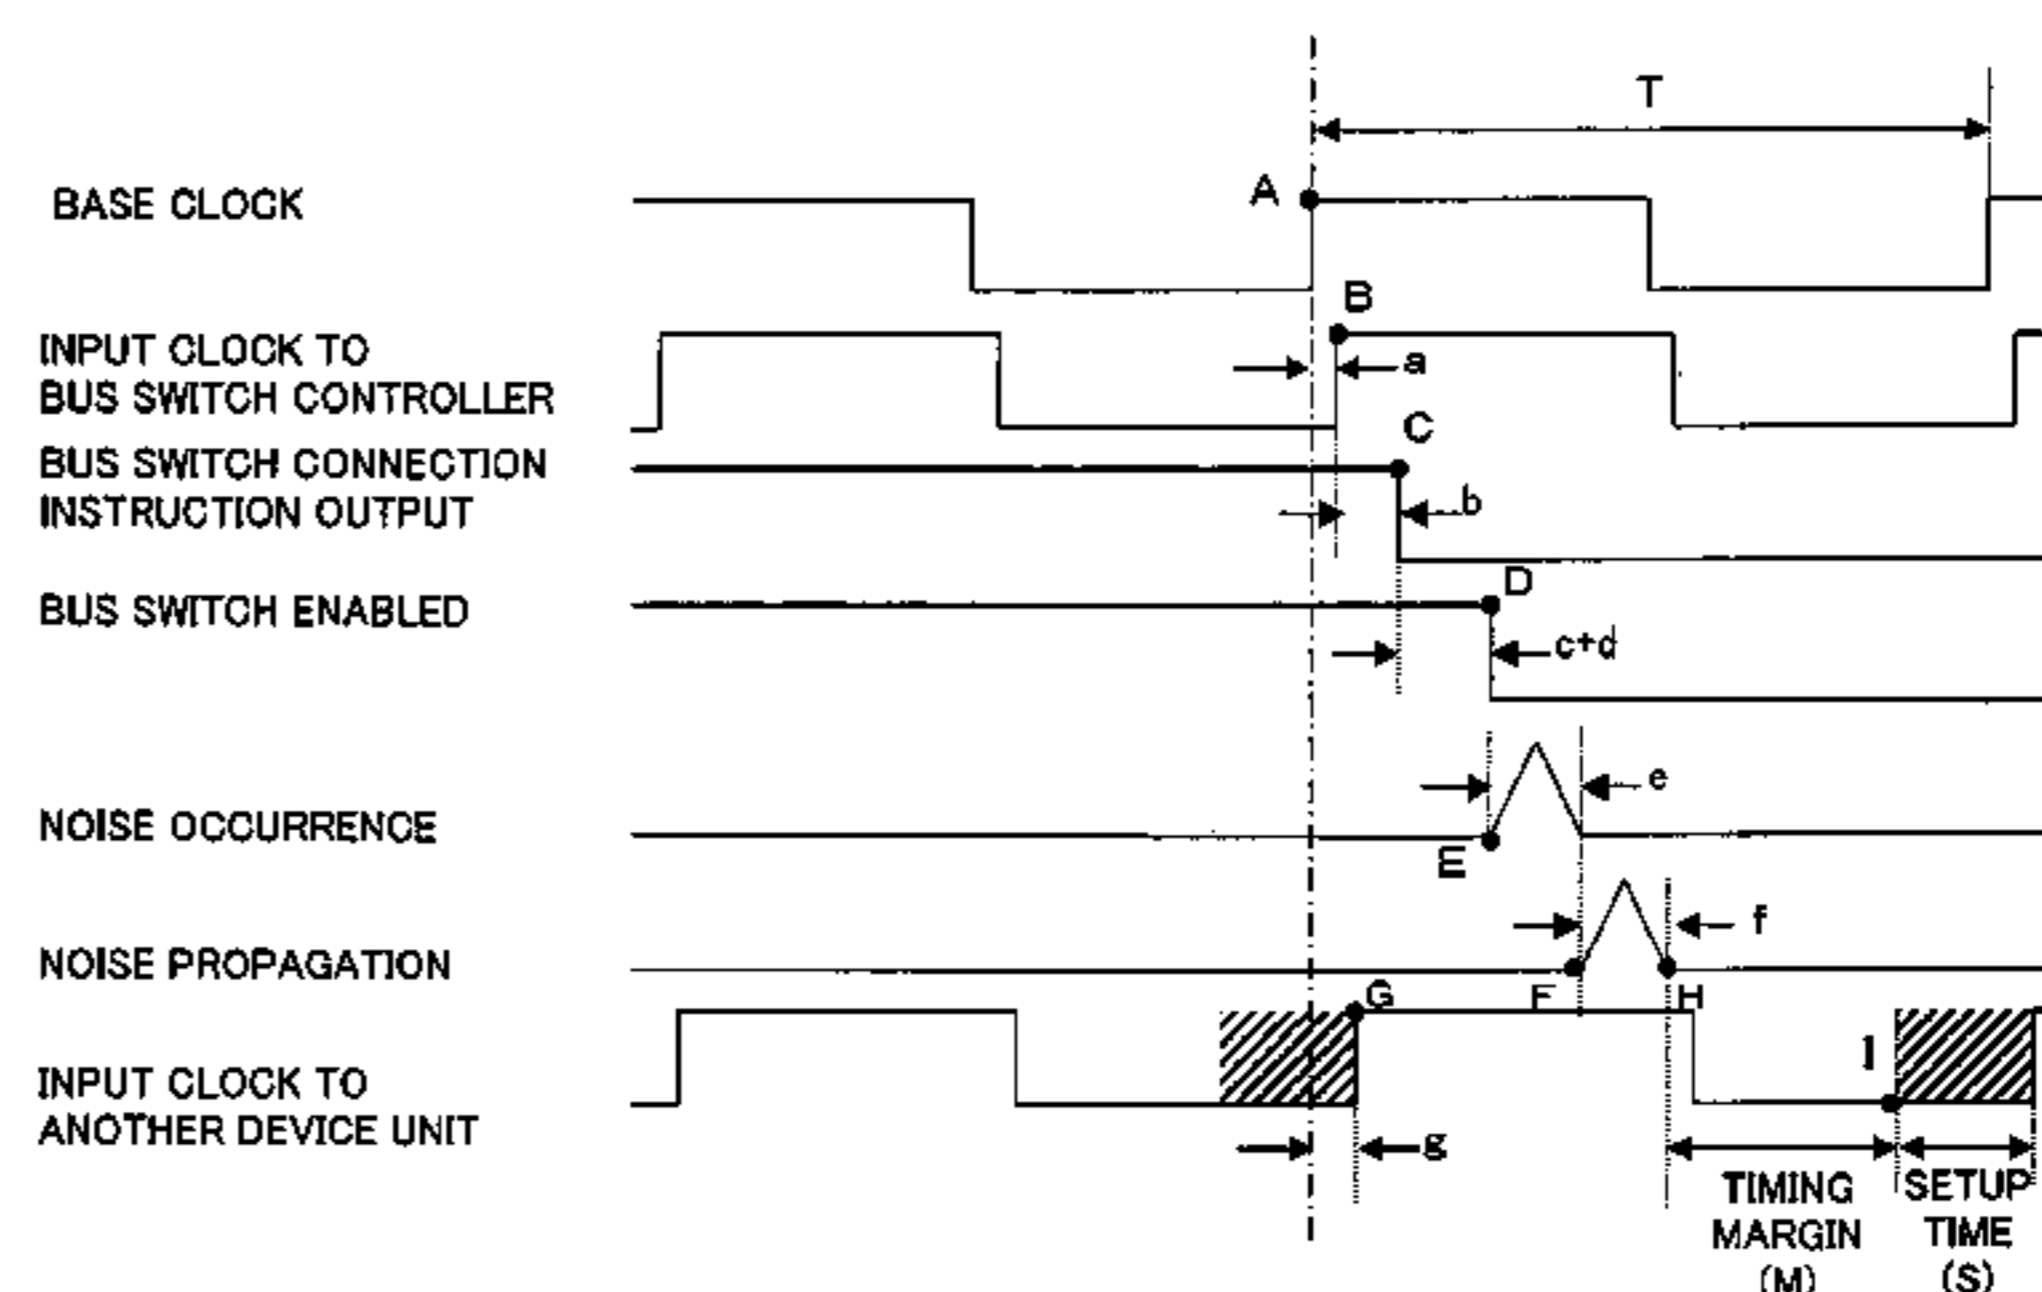 T
BASE CLOCK
A
B
INPUT CLOCK TO
BUS SWITCH CONTROLLER
a
C
BUS SWITCH CONNECTION
INSTRUCTION OUTPUT
b
D
BUS SWITCH ENABLED
c+d
e
NOISE OCCURRENCE
E
f
NOISE PROPAGATION
G
F
H
I
INPUT CLOCK TO
ANOTHER DEVICE UNIT
g
TIMING
MARGIN
(M)
SETUP
TIME
(S)